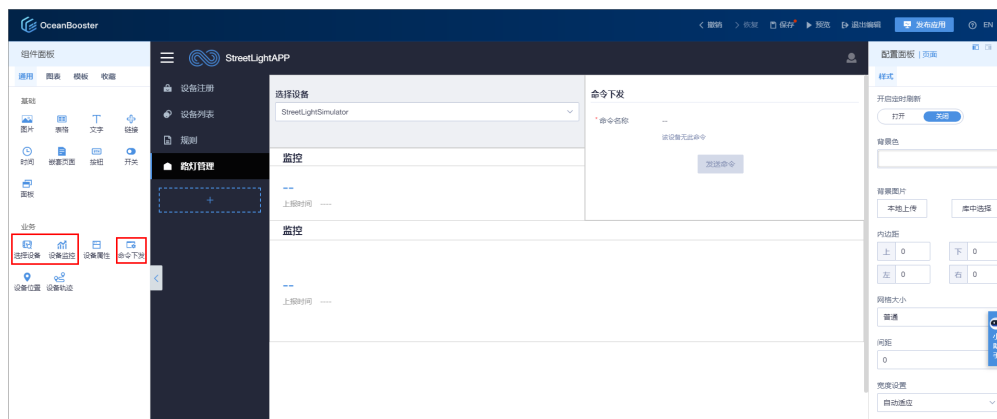 OceanBooster
撤销 恢复 保存 预览 退出编辑 发布应用 EN
组件面板
通用 图表 模板 收藏
基础
图片 表格 文字 链接
时间 嵌套页面 按钮 开关
面板
业务
选择设备 设备监控 设备属性 命令下发
设备位置 设备轨迹
StreetLightAPP
设备注册
设备列表
规则
路灯管理
+
选择设备
StreetLightSimulator
监控
--
上报时间 ----
监控
--
上报时间 ----
命令下发
*命令名称 --
该设备无此命令
发送命令
配置面板 | 页面
样式
开启定时刷新
打开 关闭
背景色
背景图片
本地上传 库中选择
内边距
上 0 下 0
左 0 右 0
网格大小
普通
间距
0
宽度设置
自动适应